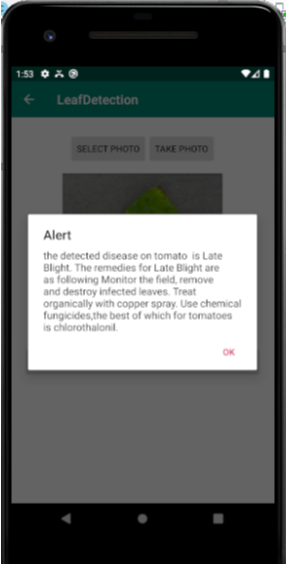 1:53
LeafDetection
SELECT PHOTO TAKE PHOTO
Alert
the detected disease on tomato is Late
Blight. The remedies for Late Blight are
as following Monitor the field, remove
and destroy infected leaves. Treat
organically with copper spray. Use chemical
fungicides,the best of which for tomatoes
is chlorothalonil.
OK